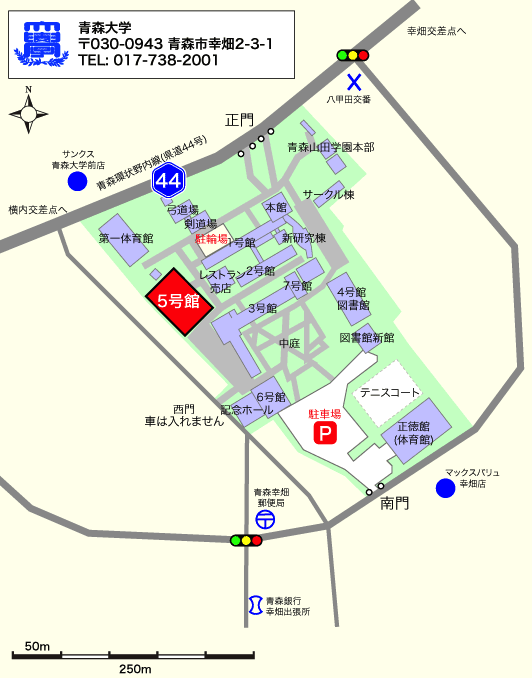 青森大学
〒030-0943 青森市幸畑2-3-1
TEL: 017-738-2001
幸畑交差点へ
N
八甲田交番
正門
サンクス
青森大学前店
青森環状野内線(県道44号)
44
青森山田学園本部
サークル棟
横内交差点へ
弓道場
剣道場
本館
第一体育館
駐輪場
1号館
新研究棟
レストラン
売店
2号館
7号館
5号館
3号館
4号館
図書館
中庭
図書館新館
テニスコート
6号館
記念ホール
西門
車は入れません
駐車場
P
正徳館
(体育館)
マックスバリュ
幸畑店
南門
青森幸畑
郵便局
〒
青森銀行
幸畑出張所
50m
250m